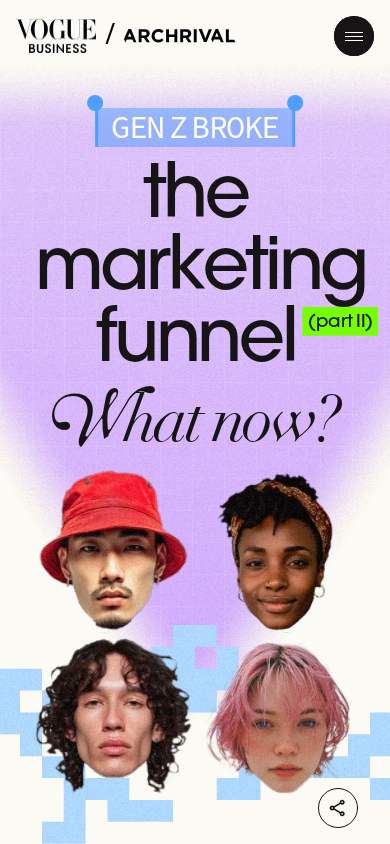 VOGUE BUSINESS / ARCHRIVAL
GEN Z BROKE
the
marketing
funnel (part II)
What now?